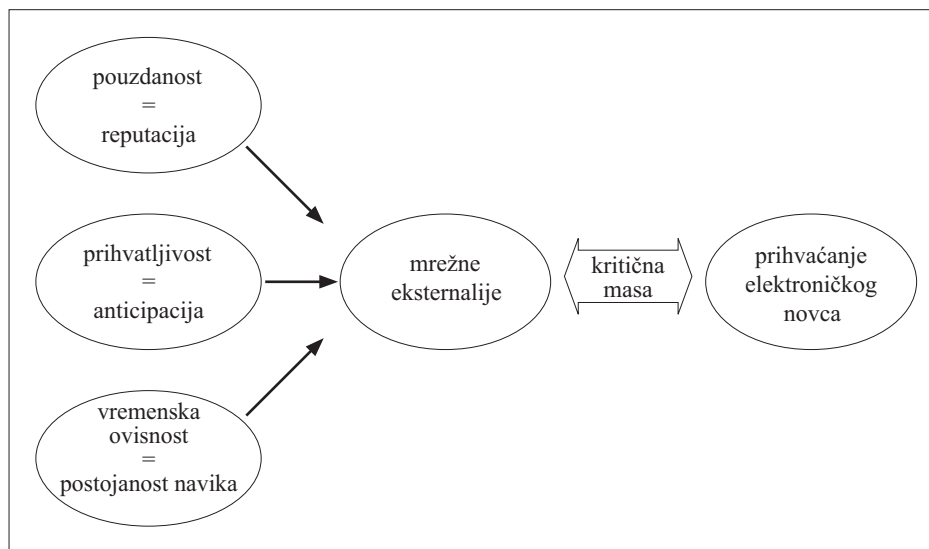 pouzdanost
=
reputacija
prihvatljivost
=
anticipacija
vremenska
ovisnost
=
postojanost navika
mrežne
eksternalije
kritična
masa
prihvaćanje
elektroničkog
novca